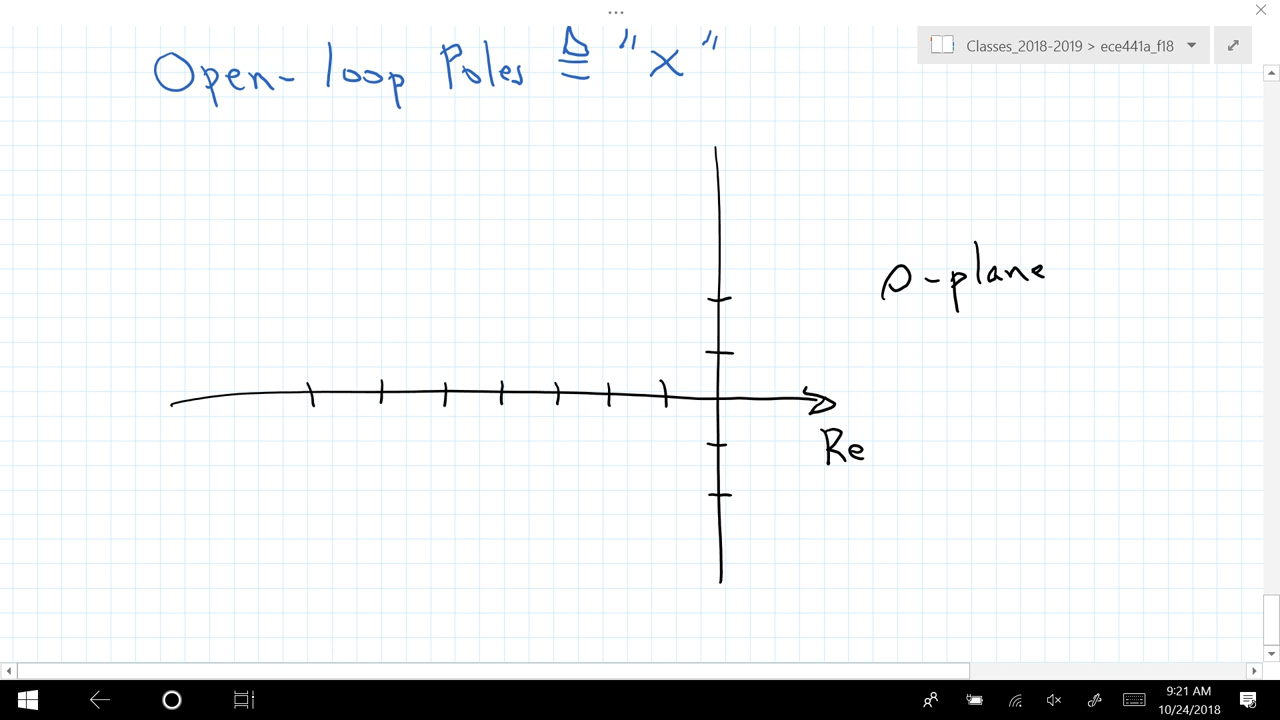 Classes_2018-2019 > ece441a_f18
Open-loop Poles ≜ "x"
s-plane
Re
9:21 AM
10/24/2018